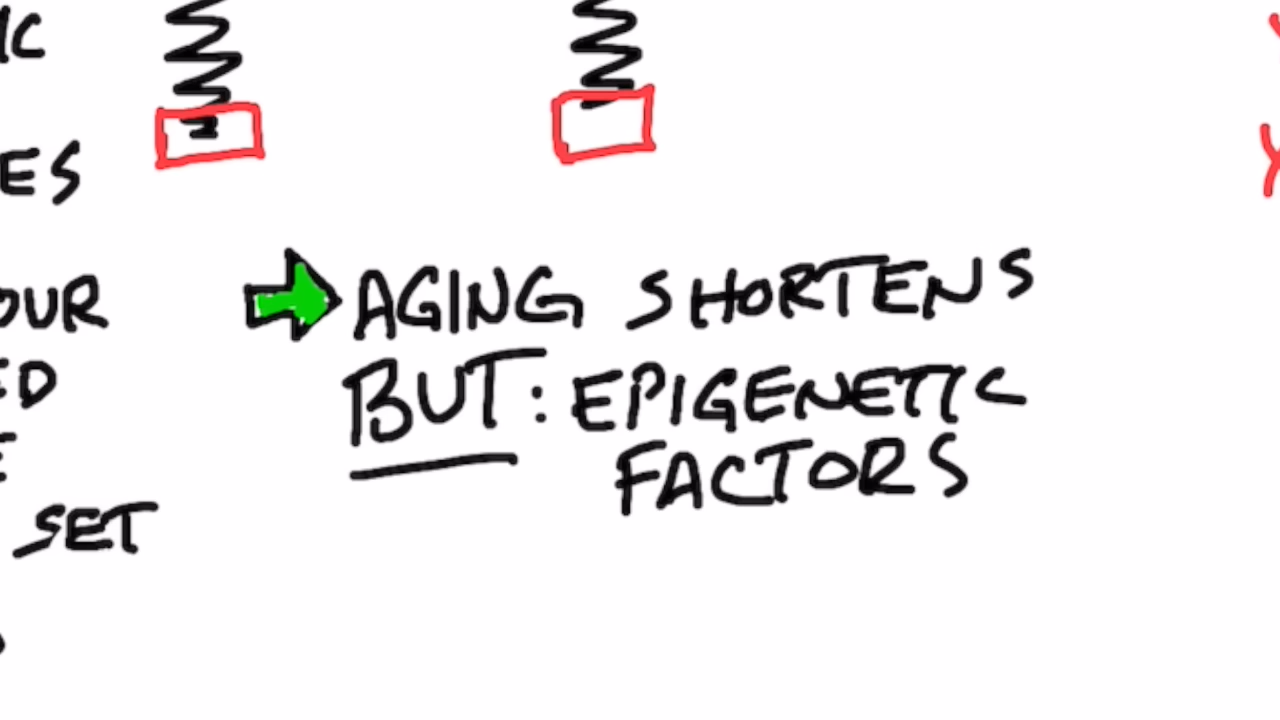 IC
ES
OUR
ED
SET
AGING SHORTENS
BUT: EPIGENETIC
FACTORS
Y